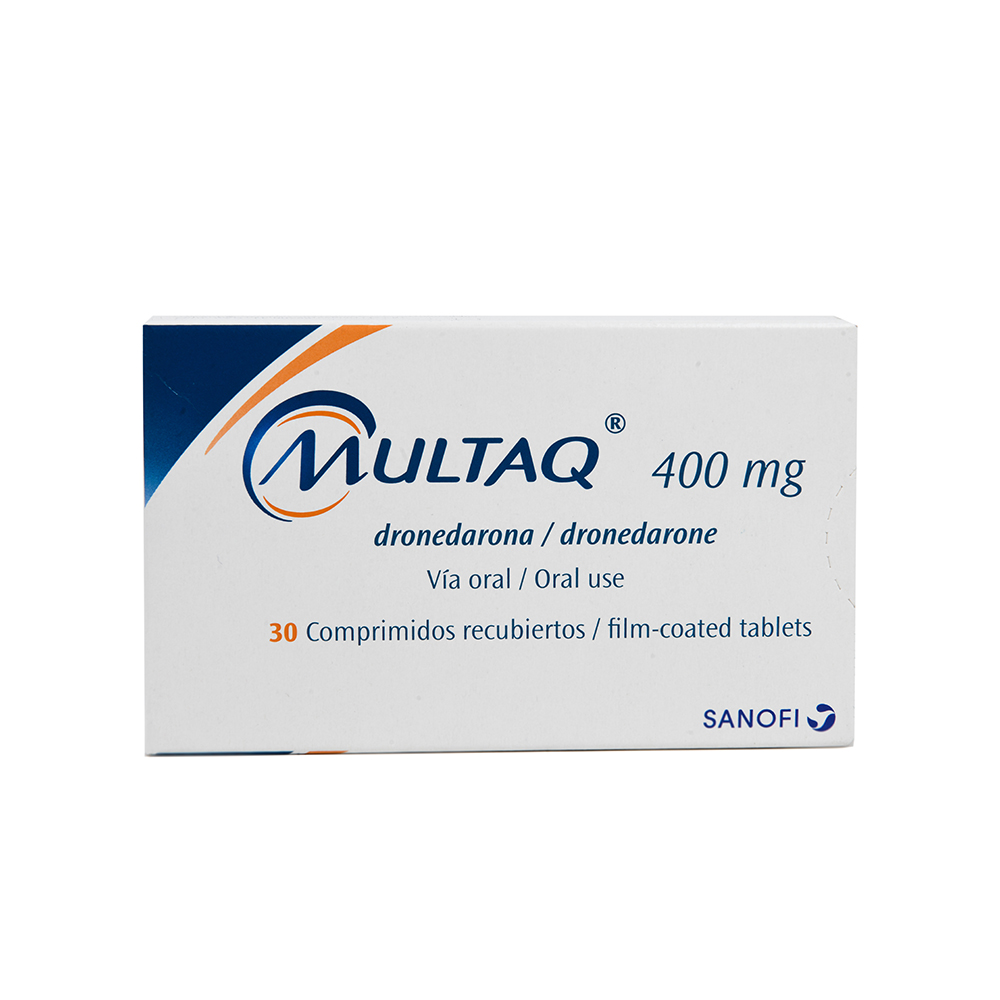 MULTAQ® 400 mg
dronedarona / dronedarone
Vía oral / Oral use
30 Comprimidos recubiertos / film-coated tablets
SANOFI